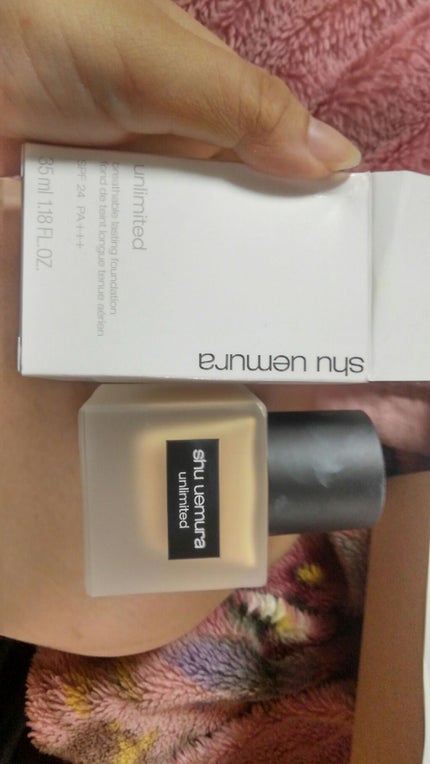 shu uemura
unlimited
breathable lasting foundation
fond de teint longue tenue aérien
SPF 24 PA+++
35 ml 1.18 FL.OZ.
shu uemura
unlimited